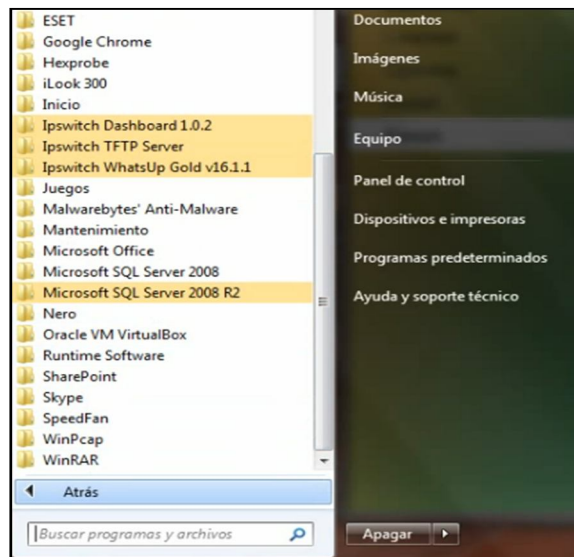 ESET
Google Chrome
Hexprobe
iLook 300
Inicio
Ipswitch Dashboard 1.0.2
Ipswitch TFTP Server
Ipswitch WhatsUp Gold v16.1.1
Juegos
Malwarebytes' Anti-Malware
Mantenimiento
Microsoft Office
Microsoft SQL Server 2008
Microsoft SQL Server 2008 R2
Nero
Oracle VM VirtualBox
Runtime Software
SharePoint
Skype
SpeedFan
WinPcap
WinRAR
Atrás
Buscar programas y archivos
Documentos
Imágenes
Música
Equipo
Panel de control
Dispositivos e impresoras
Programas predeterminados
Ayuda y soporte técnico
Apagar